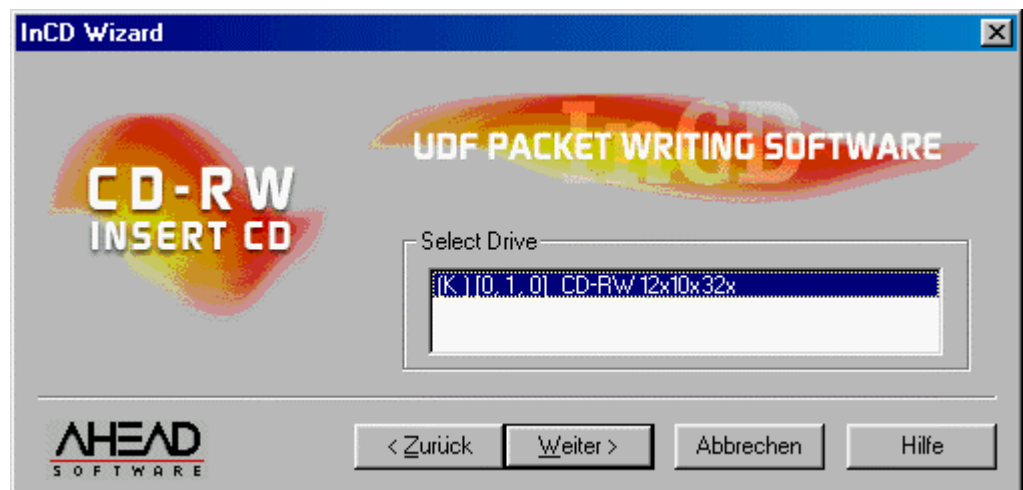 InCD Wizard
CD-RW
INSERT CD
InCD
UDF PACKET WRITING SOFTWARE
Select Drive
(K ) [0, 1, 0]  CD-RW 12x10x32x
AHEAD
SOFTWARE
< Zurück
Weiter >
Abbrechen
Hilfe